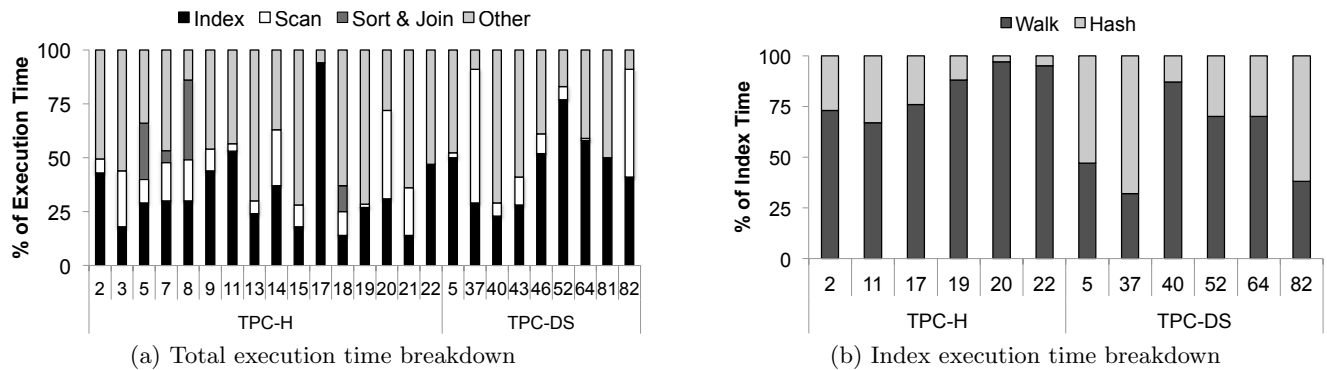 Index Scan Sort & Join Other
% of Execution Time
100
75
50
25
0
2 3 5 7 8 9 11 13 14 15 17 18 19 20 21 22 5 37 40 43 46 52 64 81 82
TPC-H TPC-DS
(a) Total execution time breakdown
Walk Hash
% of Index Time
100
75
50
25
0
2 11 17 19 20 22 5 37 40 52 64 82
TPC-H TPC-DS
(b) Index execution time breakdown